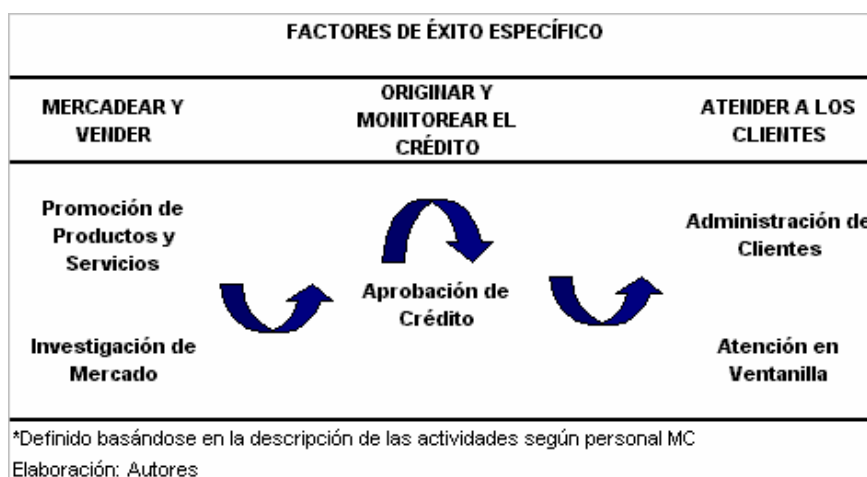 FACTORES DE ÉXITO ESPECÍFICO
MERCADEAR Y
VENDER
ORIGINAR Y
MONITOREAR EL
CRÉDITO
ATENDER A LOS
CLIENTES
Promoción de
Productos y
Servicios
Investigación de
Mercado
Aprobación de
Crédito
Administración de
Clientes
Atención en
Ventanilla
*Definido basándose en la descripción de las actividades según personal MC
Elaboración: Autores